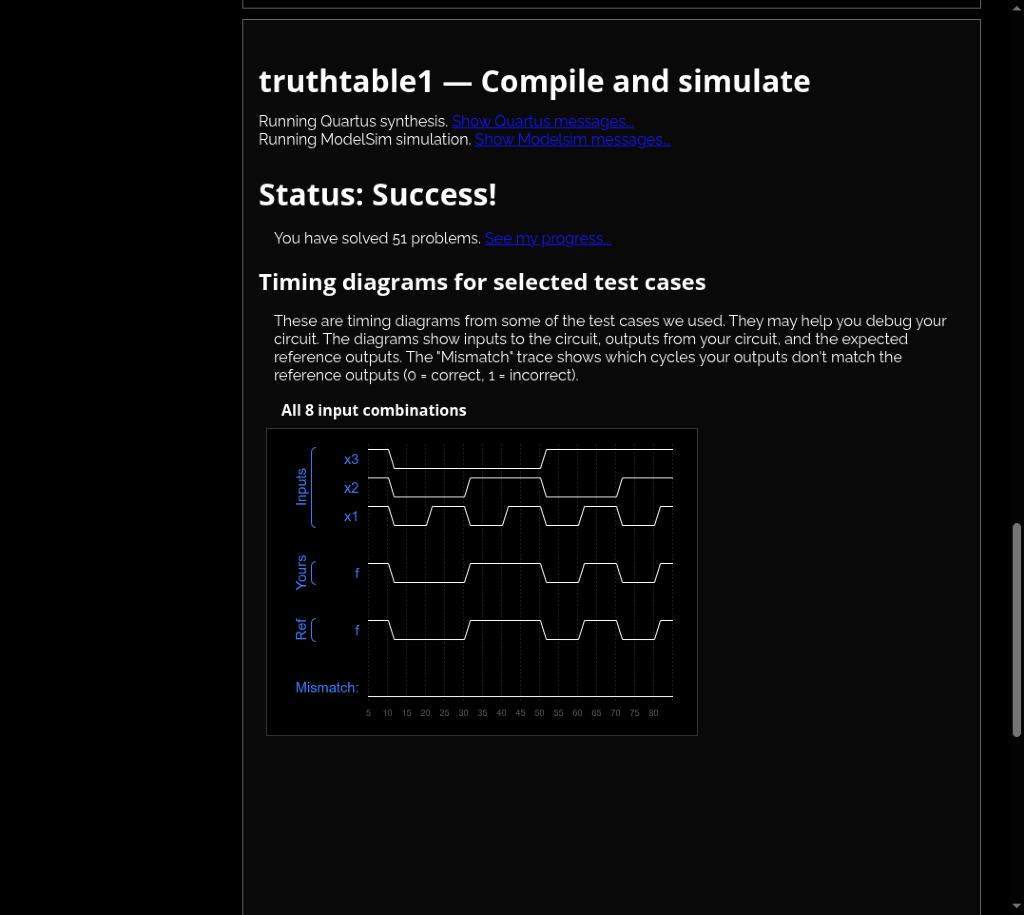 truthtable1 — Compile and simulate
Running Quartus synthesis. Show Quartus messages...
Running ModelSim simulation. Show Modelsim messages...
Status: Success!
You have solved 51 problems. See my progress...
Timing diagrams for selected test cases
These are timing diagrams from some of the test cases we used. They may help you debug your
circuit. The diagrams show inputs to the circuit, outputs from your circuit, and the expected
reference outputs. The "Mismatch" trace shows which cycles your outputs don't match the
reference outputs (0 = correct, 1 = incorrect).
All 8 input combinations
Inputs
x3
x2
x1
Yours
f
Ref
f
Mismatch:
5 10 15 20 25 30 35 40 45 50 55 60 65 70 75 80